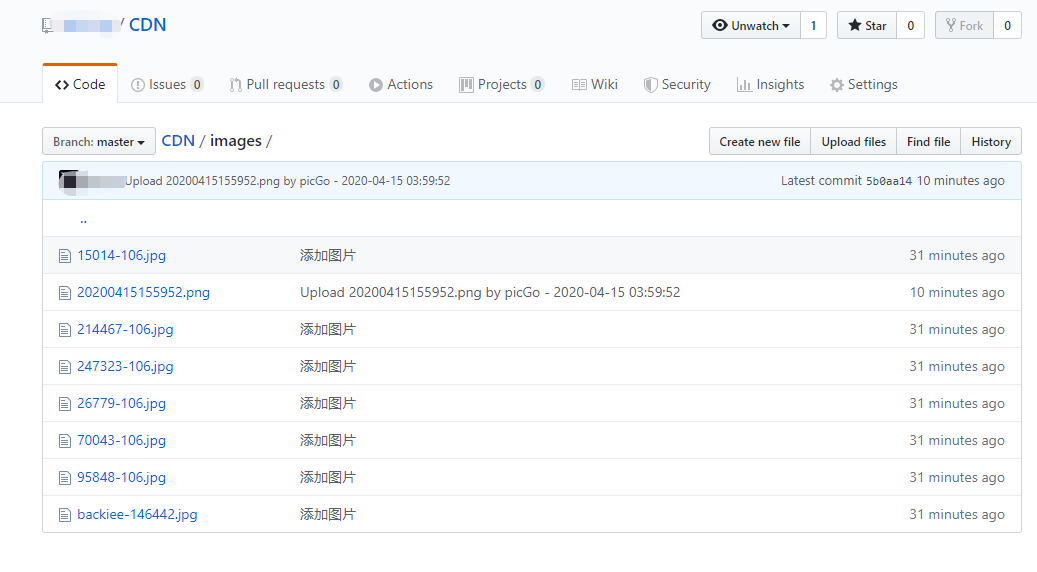 / CDN
Unwatch 1 Star 0 Fork 0
Code Issues 0 Pull requests 0 Actions Projects 0 Wiki Security Insights Settings
Branch: master CDN / images / Create new file Upload files Find file History
Upload 20200415155952.png by picGo - 2020-04-15 03:59:52 Latest commit 5b0aa14 10 minutes ago
..
15014-106.jpg 添加图片 31 minutes ago
20200415155952.png Upload 20200415155952.png by picGo - 2020-04-15 03:59:52 10 minutes ago
214467-106.jpg 添加图片 31 minutes ago
247323-106.jpg 添加图片 31 minutes ago
26779-106.jpg 添加图片 31 minutes ago
70043-106.jpg 添加图片 31 minutes ago
95848-106.jpg 添加图片 31 minutes ago
backiee-146442.jpg 添加图片 31 minutes ago